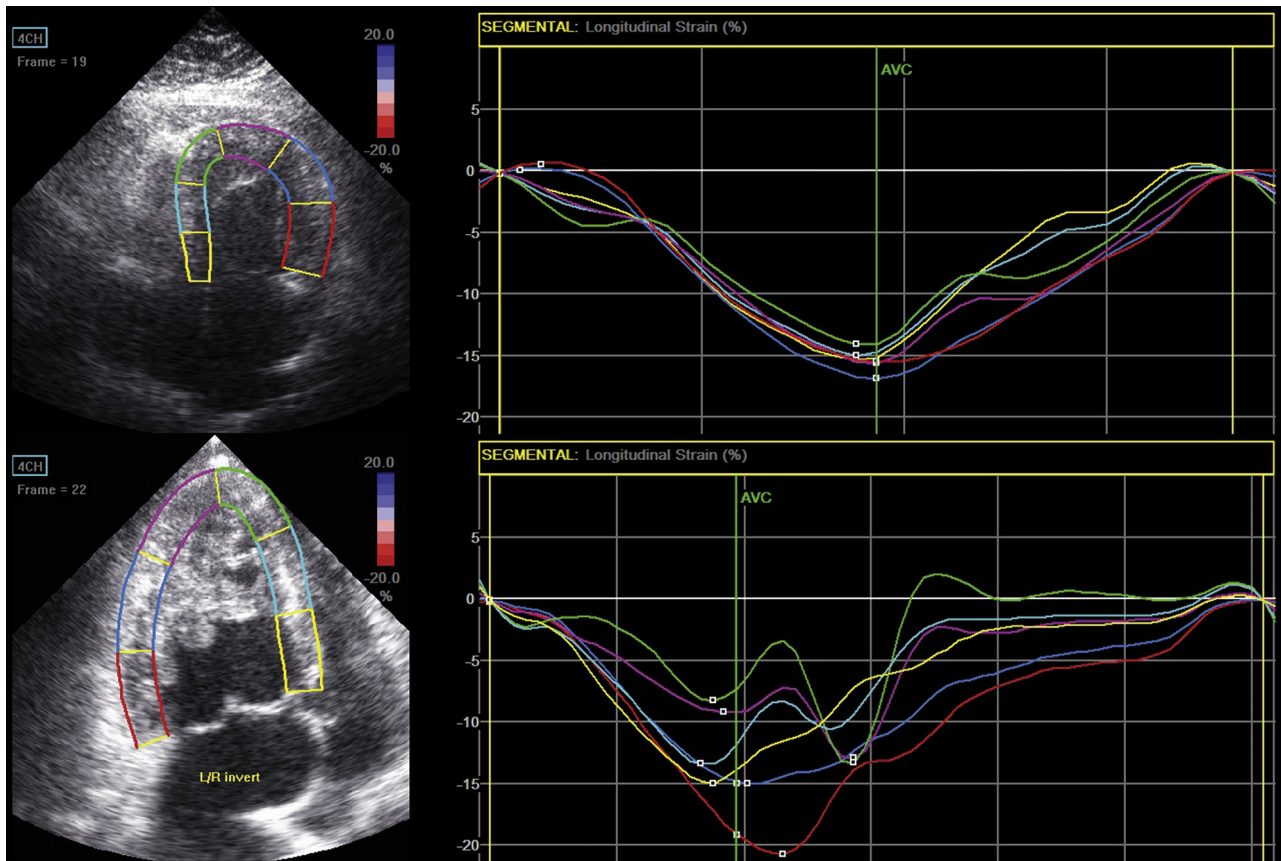 4CH
Frame = 19
20.0
-20.0
%
SEGMENTAL: Longitudinal Strain (%)
AVC
5
0
-5
-10
-15
-20
4CH
Frame = 22
20.0
-20.0
%
L/R invert
SEGMENTAL: Longitudinal Strain (%)
AVC
5
0
-5
-10
-15
-20